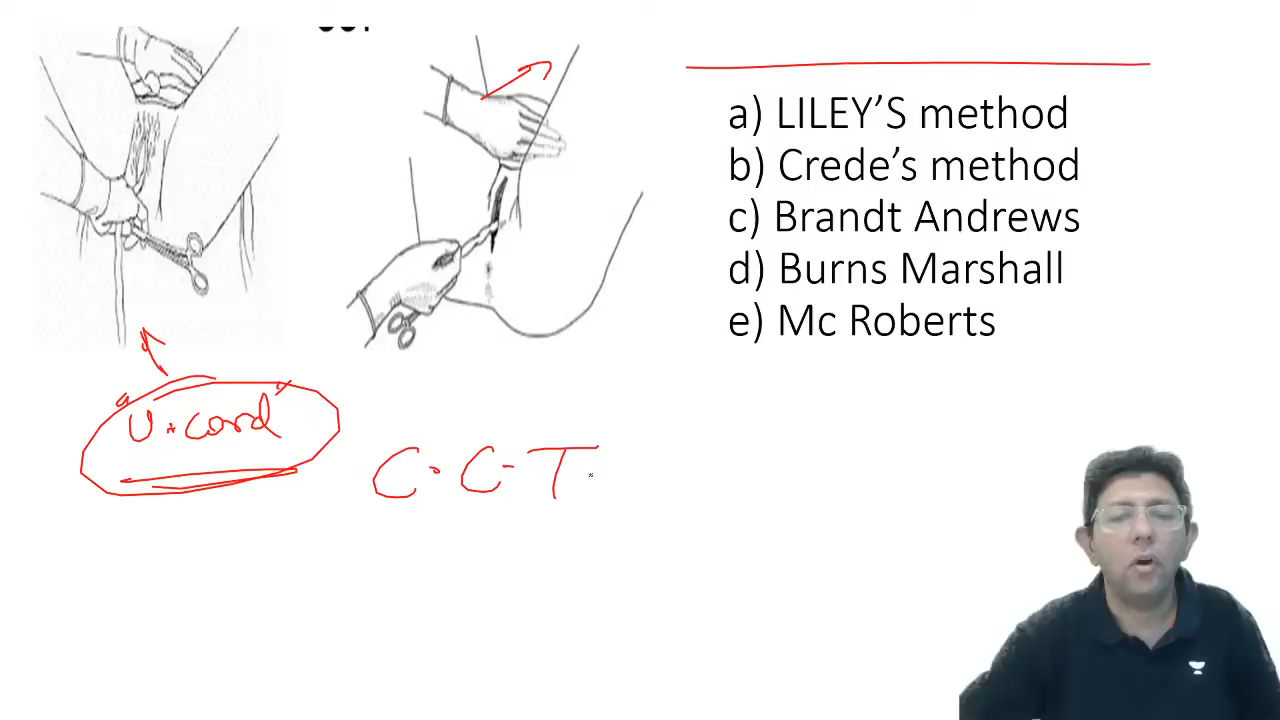 a) LILEY’S method
b) Crede’s method
c) Brandt Andrews
d) Burns Marshall
e) Mc Roberts
U. cord
C. C- T